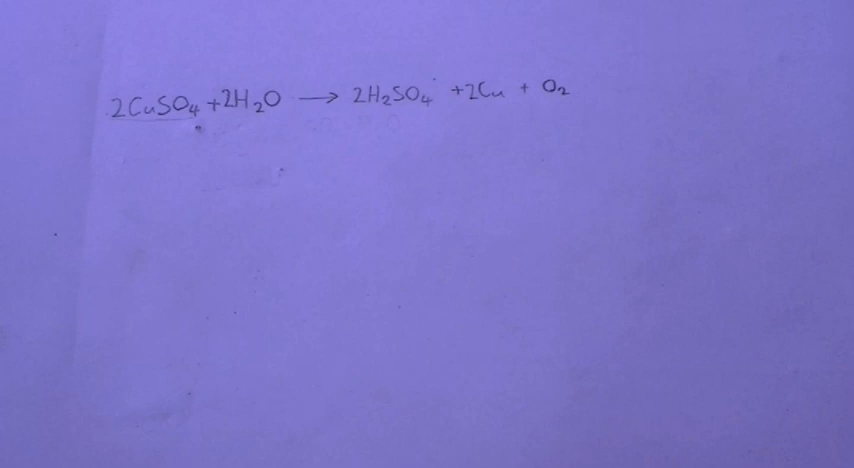 2CuSO₄ + 2H₂O → 2H₂SO₄ + 2Cu + O₂